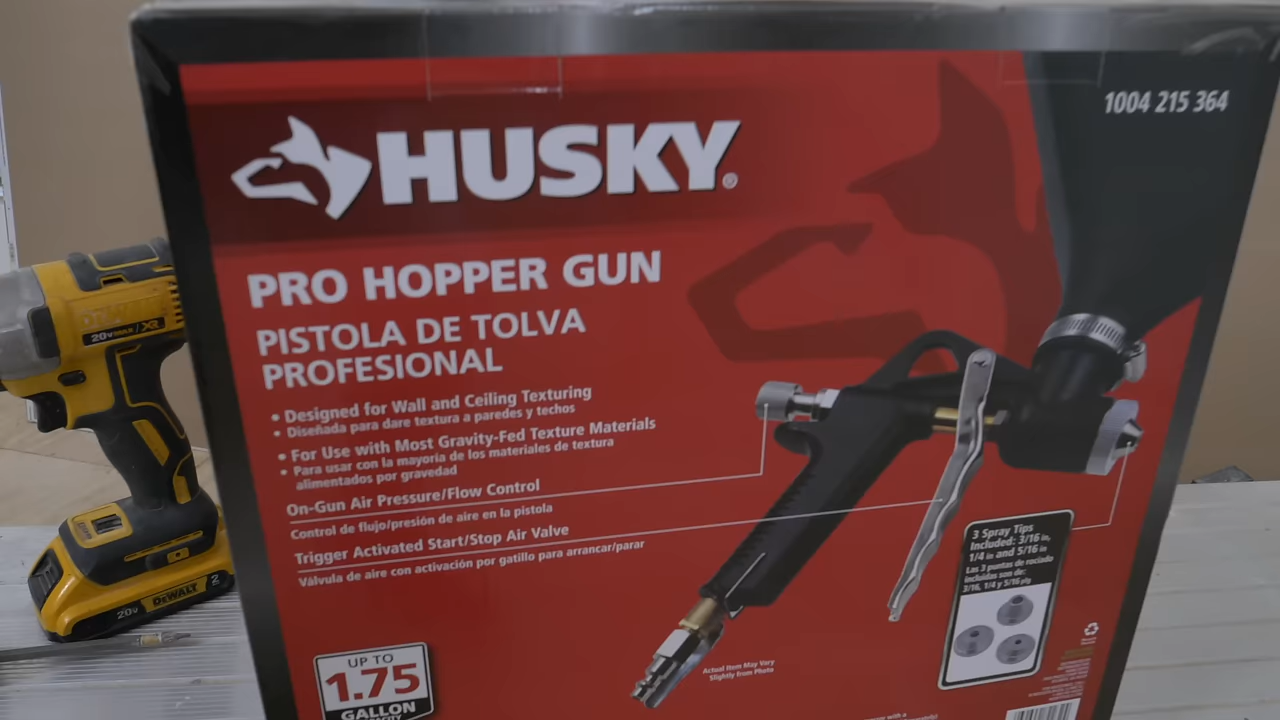 1004 215 364
HUSKY®
PRO HOPPER GUN
PISTOLA DE TOLVA
PROFESIONAL
• Designed for Wall and Ceiling Texturing
• Diseñada para dare textura a paredes y techos
• For Use with Most Gravity-Fed Texture Materials
• Para usar con la mayoría de los materiales de textura
alimentados por gravedad
On-Gun Air Pressure/Flow Control
Control de flujo/presión de aire en la pistola
Trigger Activated Start/Stop Air Valve
Válvula de aire con activación por gatillo para arrancar/parar
3 Spray Tips
Included: 3/16 in,
1/4 in and 5/16 in
Las 3 puntas de rociado
incluidas son de:
3/16, 1/4 y 5/16 plg
Actual Item May Vary
Slightly from Photo
UP TO
1.75
GALLON
CAPACITY
20V MAX / XR
20V DEWALT 2